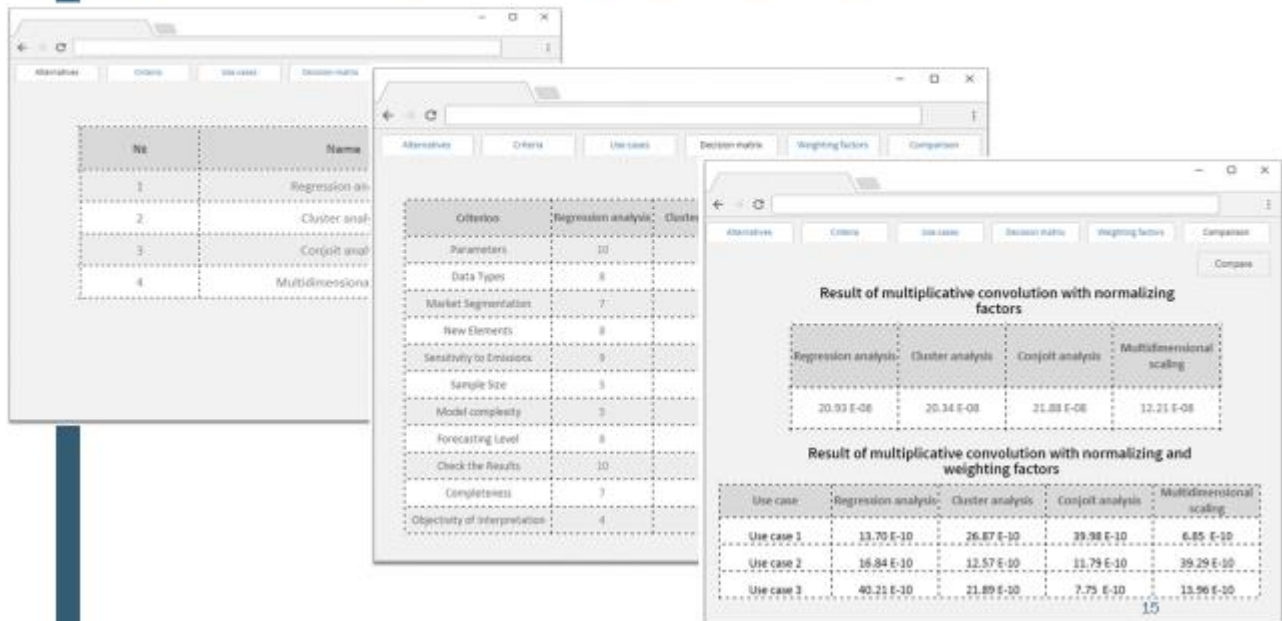 Alternatives Criteria Use cases Decision matrix
№ Name
1 Regression an
2 Cluster anal
3 Conjoit anal
4 Multidimensiona
Alternatives Criteria Use cases Decision matrix Weighting factors Comparison
Criterion Regression analysis Cluster
Parameters 10
Data Types 8
Market Segmentation 7
New Elements 8
Sensitivity to Emissions 9
Sample Size 5
Model complexity 5
Forecasting Level 8
Check the Results 10
Completeness 7
Objectivity of Interpretation 4
Alternatives Criteria Use cases Decision matrix Weighting factors Comparison
Compare
Result of multiplicative convolution with normalizing
factors
Regression analysis Cluster analysis Conjoit analysis Multidimensional
scaling
20.93 E-08 20.34 E-08 21.88 E-08 12.21 E-08
Result of multiplicative convolution with normalizing and
weighting factors
Use case Regression analysis Cluster analysis Conjoit analysis Multidimensional
scaling
Use case 1 13.70 E-10 26.87 E-10 39.98 E-10 6.85 E-10
Use case 2 16.84 E-10 12.57 E-10 11.79 E-10 39.29 E-10
Use case 3 40.21 E-10 21.89 E-10 7.75 E-10 13.96 E-10
15